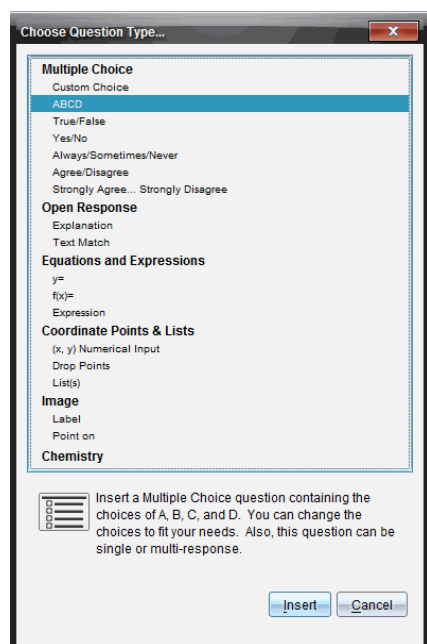 Choose Question Type...
Multiple Choice
Custom Choice
ABCD
True/False
Yes/No
Always/Sometimes/Never
Agree/Disagree
Strongly Agree... Strongly Disagree
Open Response
Explanation
Text Match
Equations and Expressions
y=
f(x)=
Expression
Coordinate Points & Lists
(x, y) Numerical Input
Drop Points
List(s)
Image
Label
Point on
Chemistry
Insert a Multiple Choice question containing the
choices of A, B, C, and D. You can change the
choices to fit your needs. Also, this question can be
single or multi-response.
Insert Cancel